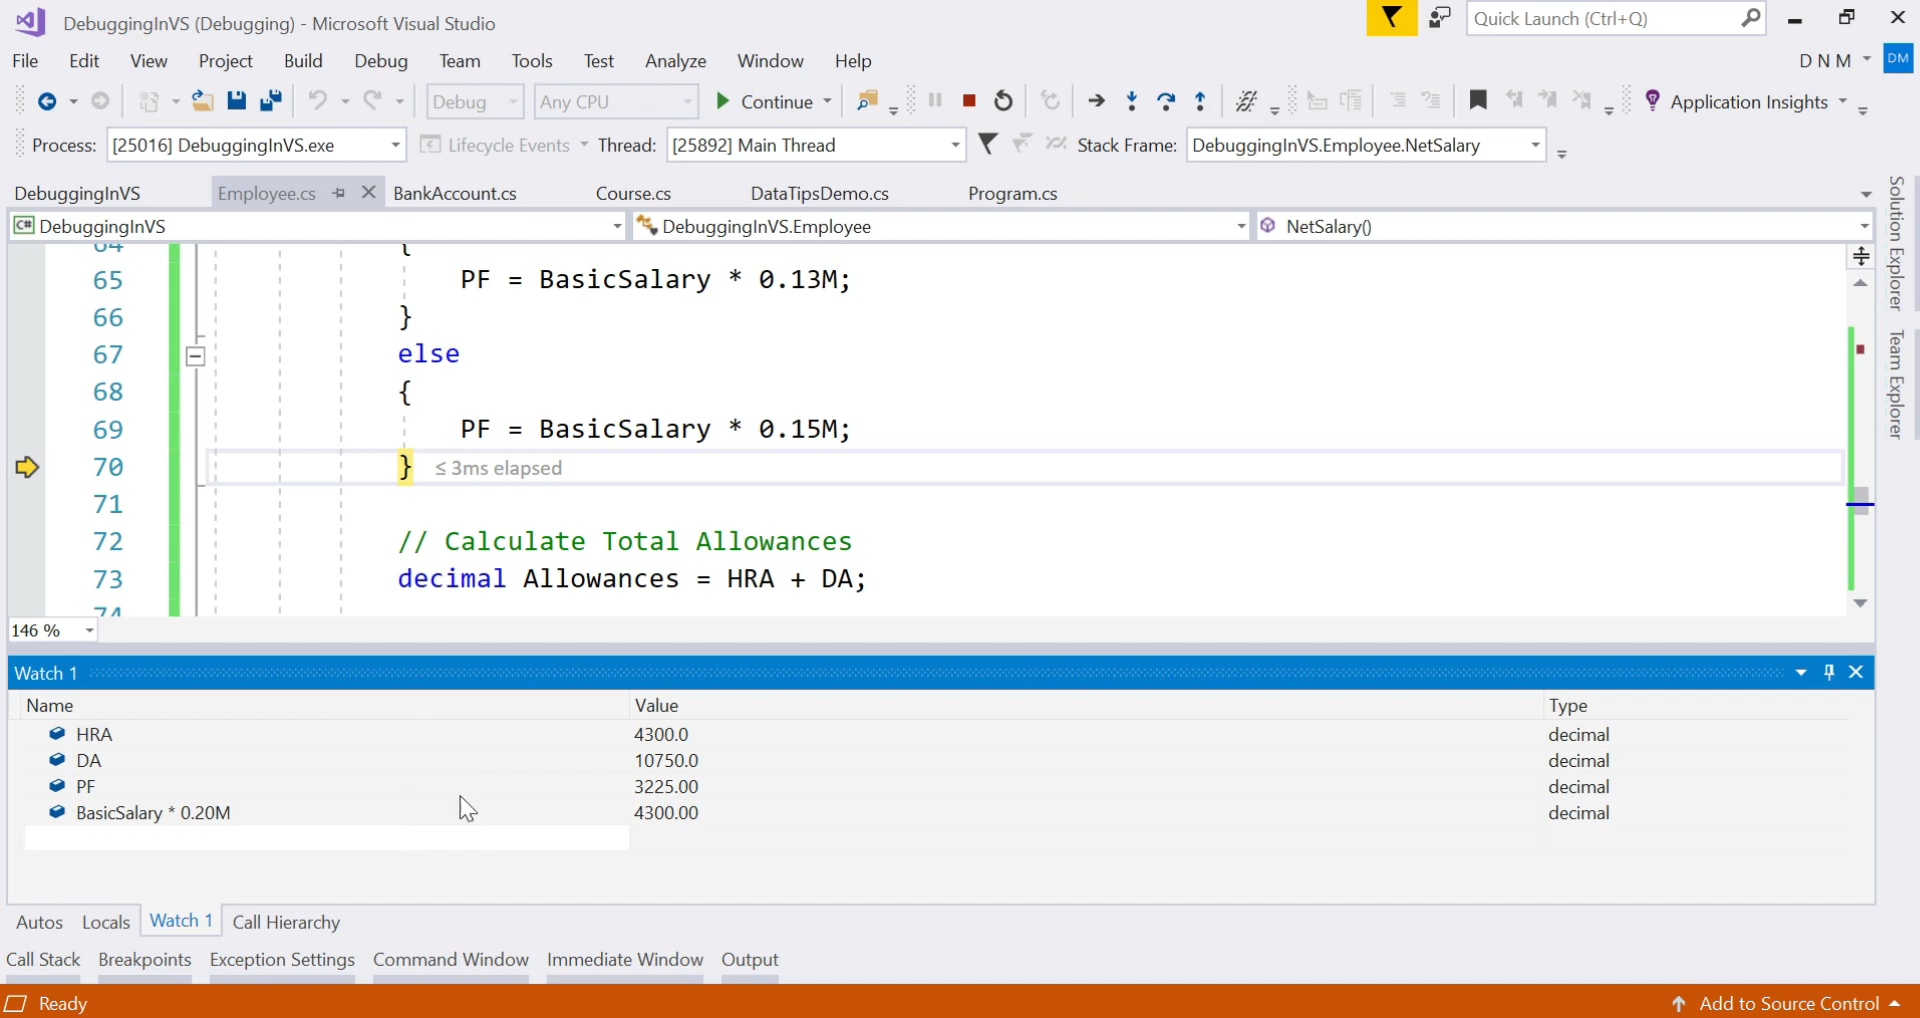 DebuggingInVS (Debugging) - Microsoft Visual Studio
Quick Launch (Ctrl+Q)
File Edit View Project Build Debug Team Tools Test Analyze Window Help
D N M DM
Debug Any CPU Continue Application Insights
Process: [25016] DebuggingInVS.exe Lifecycle Events Thread: [25892] Main Thread Stack Frame: DebuggingInVS.Employee.NetSalary
DebuggingInVS Employee.cs BankAccount.cs Course.cs DataTipsDemo.cs Program.cs
C# DebuggingInVS DebuggingInVS.Employee NetSalary()
64 {
65 PF = BasicSalary * 0.13M;
66 }
67 else
68 {
69 PF = BasicSalary * 0.15M;
70 } ≤ 3ms elapsed
71
72 // Calculate Total Allowances
73 decimal Allowances = HRA + DA;
74
146 %
Solution Explorer
Team Explorer
Watch 1
Name Value Type
HRA 4300.0 decimal
DA 10750.0 decimal
PF 3225.00 decimal
BasicSalary * 0.20M 4300.00 decimal
Autos Locals Watch 1 Call Hierarchy
Call Stack Breakpoints Exception Settings Command Window Immediate Window Output
Ready Add to Source Control